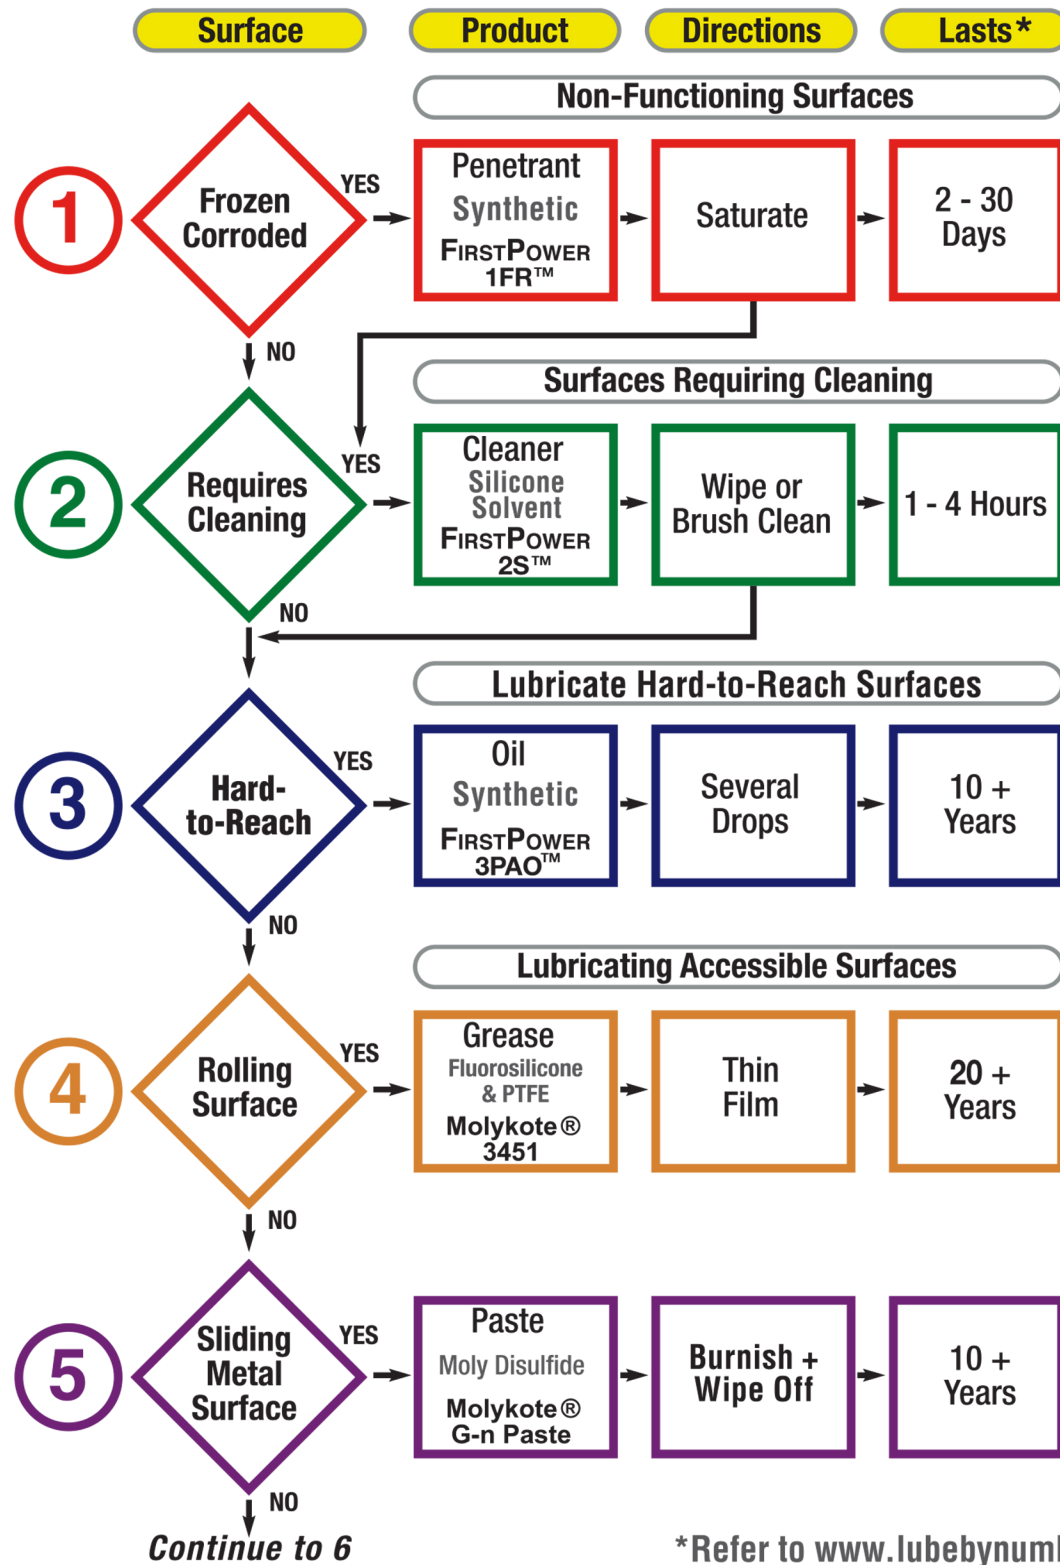 Surface
Product
Directions
Lasts*
Non-Functioning Surfaces
1
Frozen
Corroded
YES
Penetrant
Synthetic
FIRSTPOWER
1FR™
Saturate
2 - 30
Days
NO
Surfaces Requiring Cleaning
2
Requires
Cleaning
YES
Cleaner
Silicone
Solvent
FIRSTPOWER
2S™
Wipe or
Brush Clean
1 - 4 Hours
NO
Lubricate Hard-to-Reach Surfaces
3
Hard-
to-Reach
YES
Oil
Synthetic
FIRSTPOWER
3PAO™
Several
Drops
10 +
Years
NO
Lubricating Accessible Surfaces
4
Rolling
Surface
YES
Grease
Fluorosilicone
& PTFE
Molykote®
3451
Thin
Film
20 +
Years
NO
5
Sliding
Metal
Surface
YES
Paste
Moly Disulfide
Molykote®
G-n Paste
Burnish +
Wipe Off
10 +
Years
NO
Continue to 6
*Refer to